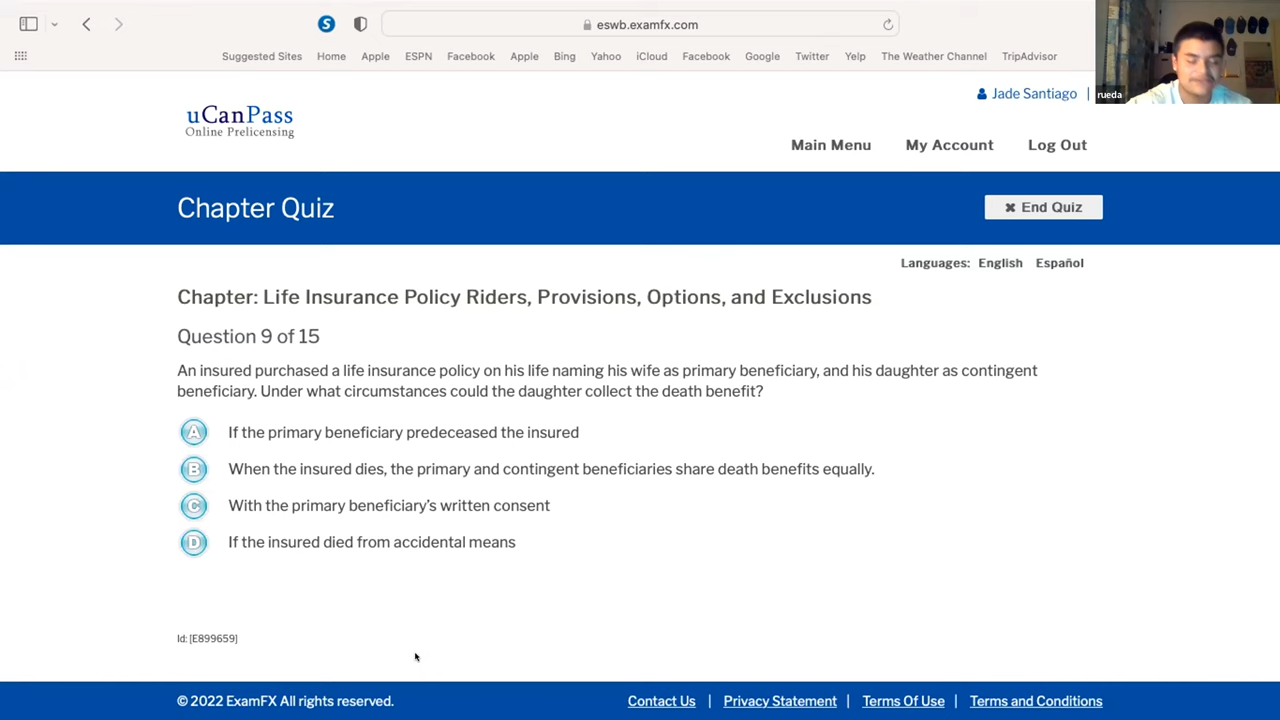 S
eswb.examfx.com
Suggested Sites Home Apple ESPN Facebook Apple Bing Yahoo iCloud Facebook Google Twitter Yelp The Weather Channel TripAdvisor
rueda
Jade Santiago |
uCanPass
Online Prelicensing
Main Menu My Account Log Out
Chapter Quiz
✖ End Quiz
Languages: English Español
Chapter: Life Insurance Policy Riders, Provisions, Options, and Exclusions
Question 9 of 15
An insured purchased a life insurance policy on his life naming his wife as primary beneficiary, and his daughter as contingent
beneficiary. Under what circumstances could the daughter collect the death benefit?
A If the primary beneficiary predeceased the insured
B When the insured dies, the primary and contingent beneficiaries share death benefits equally.
C With the primary beneficiary’s written consent
D If the insured died from accidental means
Id: [E899659]
© 2022 ExamFX All rights reserved. Contact Us | Privacy Statement | Terms Of Use | Terms and Conditions